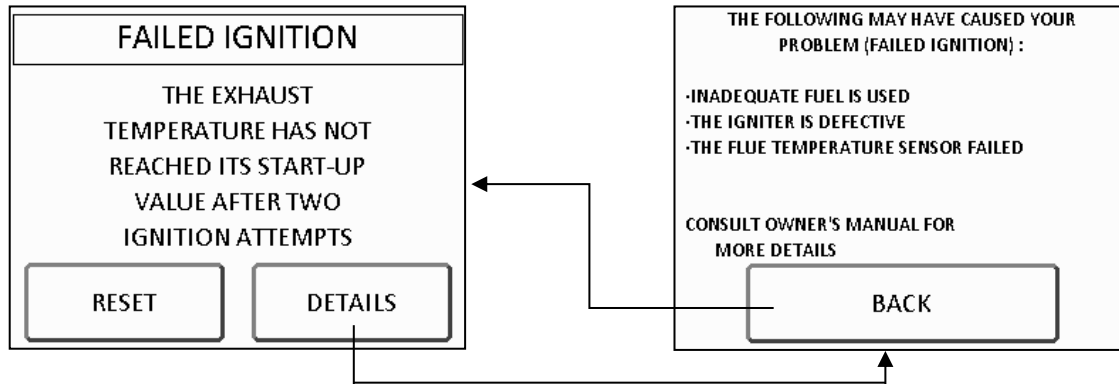 FAILED IGNITION
THE EXHAUST
TEMPERATURE HAS NOT
REACHED ITS START-UP
VALUE AFTER TWO
IGNITION ATTEMPTS
RESET
DETAILS
THE FOLLOWING MAY HAVE CAUSED YOUR
PROBLEM (FAILED IGNITION) :
·INADEQUATE FUEL IS USED
·THE IGNITER IS DEFECTIVE
·THE FLUE TEMPERATURE SENSOR FAILED
CONSULT OWNER'S MANUAL FOR
MORE DETAILS
BACK